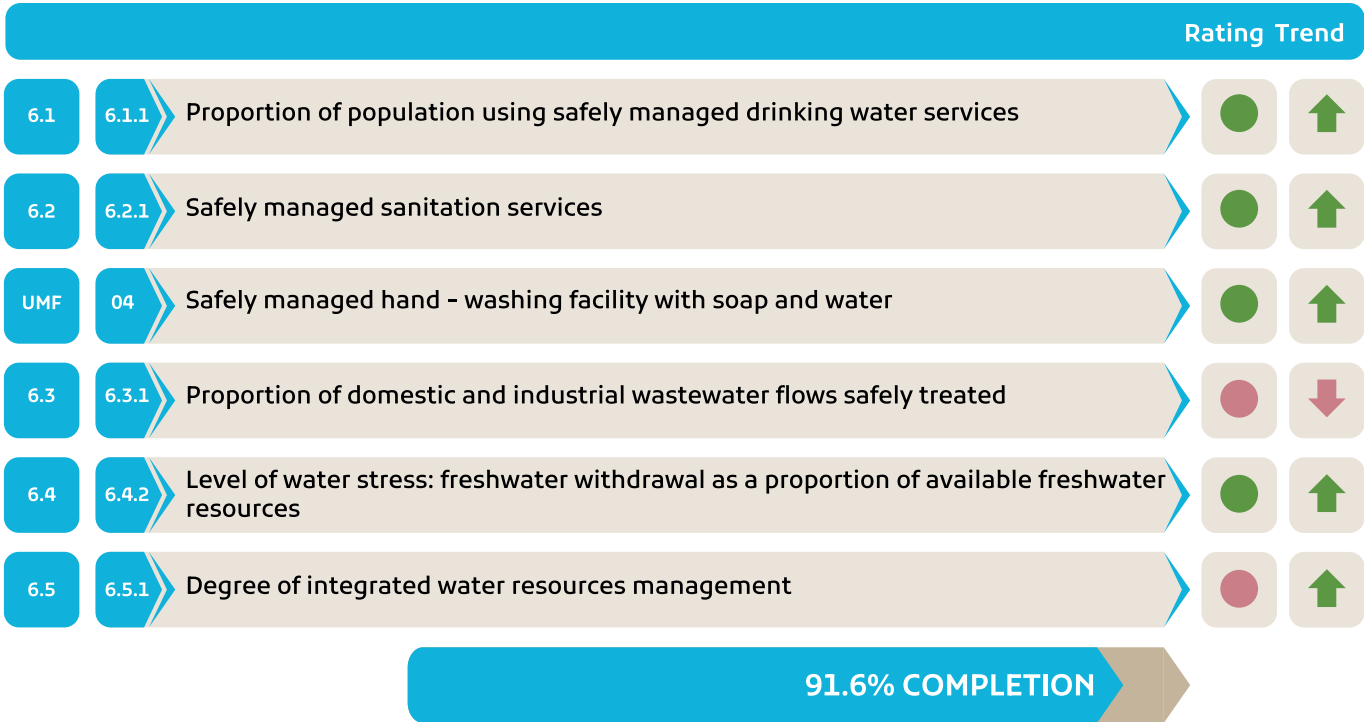 Rating Trend
6.1 6.1.1 Proportion of population using safely managed drinking water services
6.2 6.2.1 Safely managed sanitation services
UMF 04 Safely managed hand - washing facility with soap and water
6.3 6.3.1 Proportion of domestic and industrial wastewater flows safely treated
6.4 6.4.2 Level of water stress: freshwater withdrawal as a proportion of available freshwater
resources
6.5 6.5.1 Degree of integrated water resources management
91.6% COMPLETION